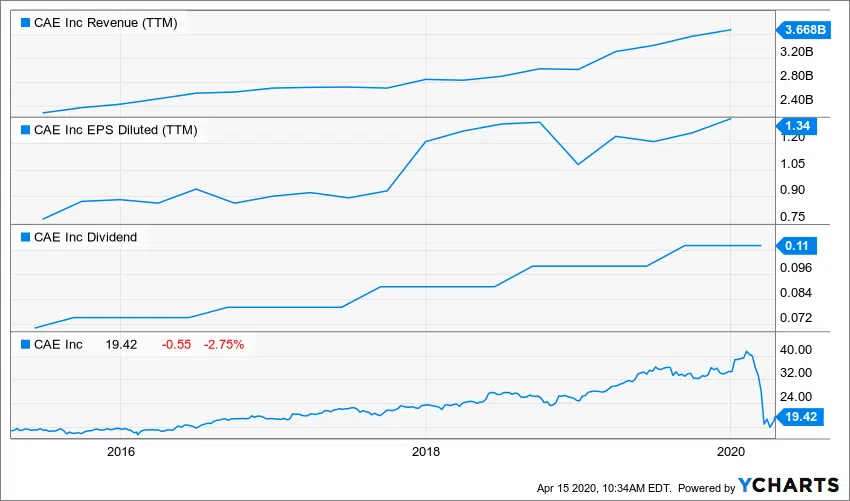 CAE Inc Revenue (TTM)
3.668B
3.20B
2.80B
2.40B
CAE Inc EPS Diluted (TTM)
1.34
1.20
1.05
0.90
0.75
CAE Inc Dividend
0.11
0.096
0.084
0.072
CAE Inc 19.42 -0.55 -2.75%
40.00
32.00
24.00
19.42
2016 2018 2020
Apr 15 2020, 10:34AM EDT. Powered by YCHARTS